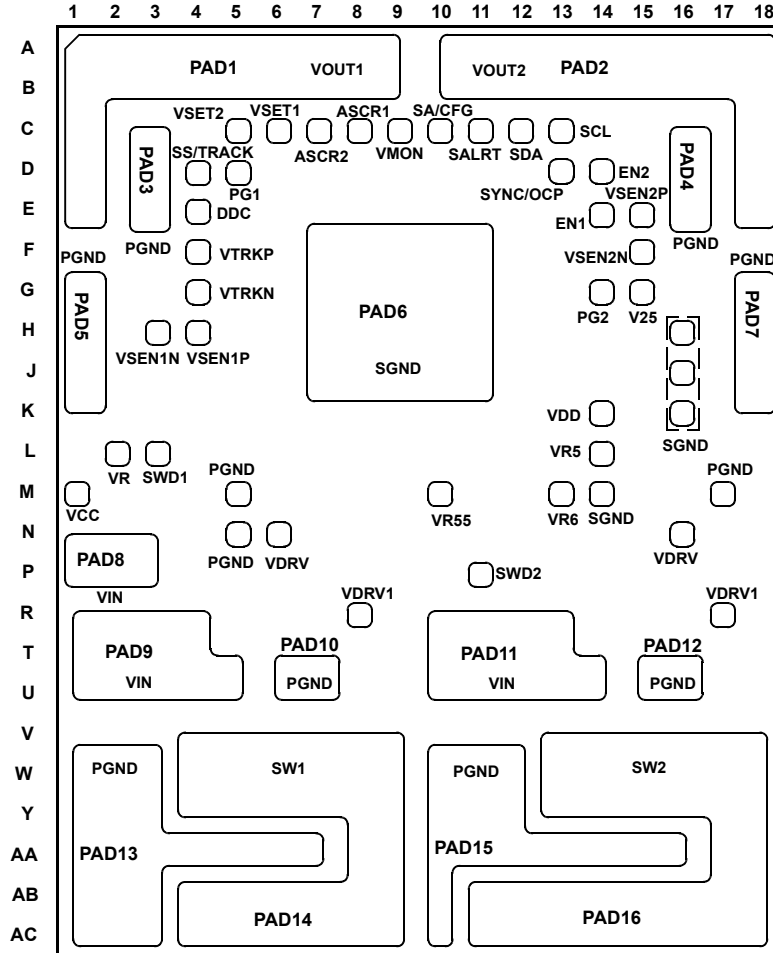 1 2 3 4 5 6 7 8 9 10 11 12 13 14 15 16 17 18
A
PAD1 VOUT1 VOUT2 PAD2
B
VSET2 VSET1 ASCR1 SA/CFG
C
SCL
SS/TRACK ASCR2 VMON SALRT SDA
D
PAD3 PG1 SYNC/OCP EN2 PAD4
VSEN2P
E
DDC EN1
PGND PGND PGND PGND
F
VTRKP VSEN2N
G
VTRKN
PAD5 PAD6 PG2 V25 PAD7
H
VSEN1N VSEN1P
J
SGND
K
VDD
SGND
L
VR5
VR SWD1 PGND PGND
M
VCC VR55 VR6 SGND
N
PAD8 PGND VDRV VDRV
P
SWD2
VIN VDRV1 VDRV1
R
PAD10 PAD12
T
PAD9 PAD11
VIN PGND VIN PGND
U
V
W
PGND SW1 PGND SW2
Y
AA
PAD13 PAD15
AB
PAD14 PAD16
AC